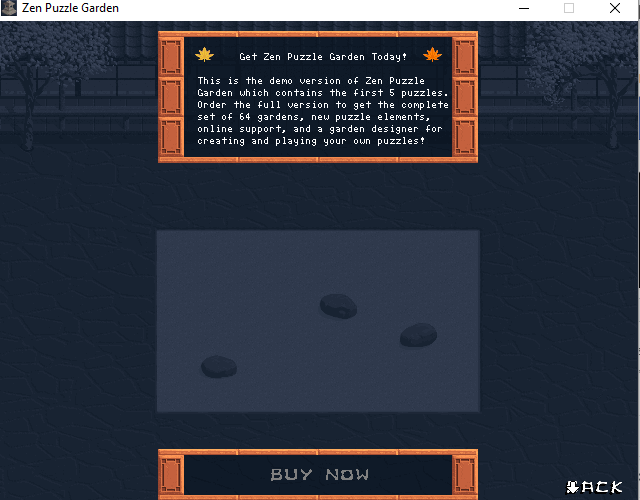 Zen Puzzle Garden
Get Zen Puzzle Garden Today!
This is the demo version of Zen Puzzle
Garden which contains the first 5 puzzles.
Order the full version to get the complete
set of 64 gardens, new puzzle elements,
online support, and a garden designer for
creating and playing your own puzzles!
BUY NOW
BACK